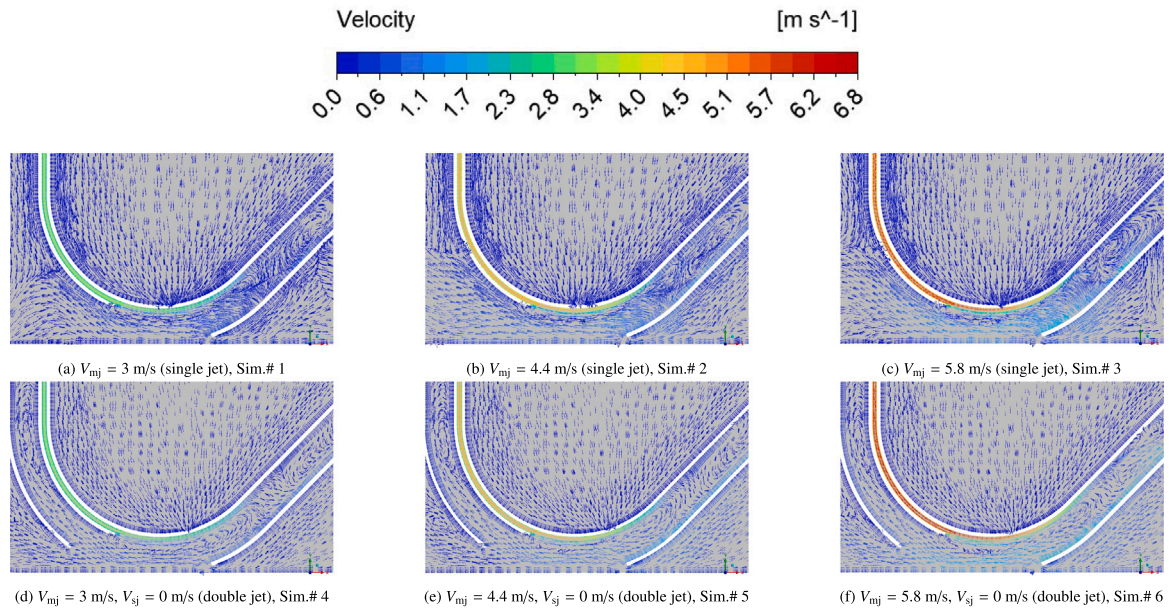 Velocity [m s^-1]
0.0 0.6 1.1 1.7 2.3 2.8 3.4 4.0 4.5 5.1 5.7 6.2 6.8
(a) Vmj = 3 m/s (single jet), Sim.# 1
(b) Vmj = 4.4 m/s (single jet), Sim.# 2
(c) Vmj = 5.8 m/s (single jet), Sim.# 3
(d) Vmj = 3 m/s, Vsj = 0 m/s (double jet), Sim.# 4
(e) Vmj = 4.4 m/s, Vsj = 0 m/s (double jet), Sim.# 5
(f) Vmj = 5.8 m/s, Vsj = 0 m/s (double jet), Sim.# 6